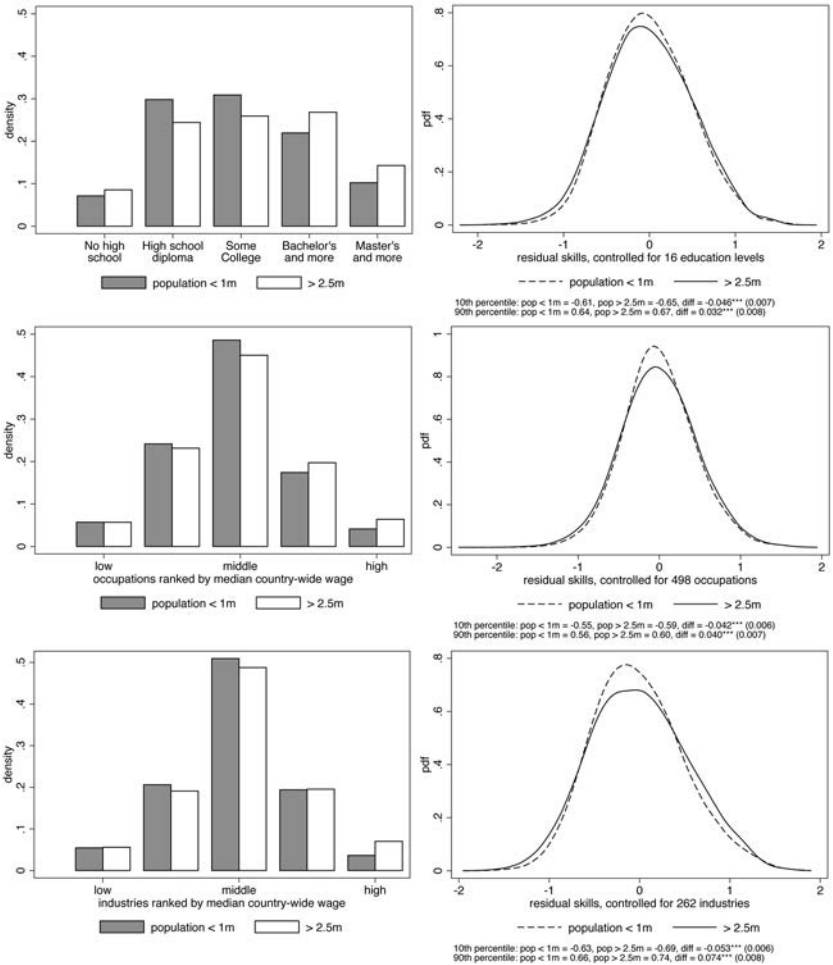 density
0 .1 .2 .3 .4 .5
No high school
High school diploma
Some College
Bachelor's and more
Master's and more
population < 1m > 2.5m
pdf
0 .2 .4 .6 .8
-2 -1 0 1 2
residual skills, controlled for 16 education levels
population < 1m > 2.5m
10th percentile: pop < 1m = -0.61, pop > 2.5m = -0.65, diff = -0.046*** (0.007)
90th percentile: pop < 1m = 0.64, pop > 2.5m = 0.67, diff = 0.032*** (0.008)
density
0 .1 .2 .3 .4 .5
low middle high
occupations ranked by median country-wide wage
population < 1m > 2.5m
pdf
0 .2 .4 .6 .8 1
-2 -1 0 1 2
residual skills, controlled for 498 occupations
population < 1m > 2.5m
10th percentile: pop < 1m = -0.55, pop > 2.5m = -0.59, diff = -0.042*** (0.006)
90th percentile: pop < 1m = 0.56, pop > 2.5m = 0.60, diff = 0.040*** (0.007)
density
0 .1 .2 .3 .4 .5
low middle high
industries ranked by median country-wide wage
population < 1m > 2.5m
pdf
0 .2 .4 .6 .8
-2 -1 0 1 2
residual skills, controlled for 262 industries
population < 1m > 2.5m
10th percentile: pop < 1m = -0.63, pop > 2.5m = -0.69, diff = -0.053*** (0.006)
90th percentile: pop < 1m = 0.66, pop > 2.5m = 0.74, diff = 0.074*** (0.008)